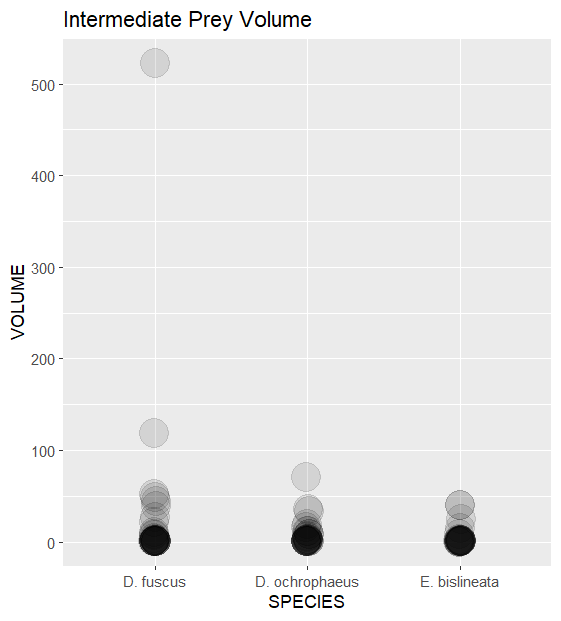 Intermediate Prey Volume
VOLUME
500
400
300
200
100
0
D. fuscus
D. ochrophaeus
E. bislineata
SPECIES